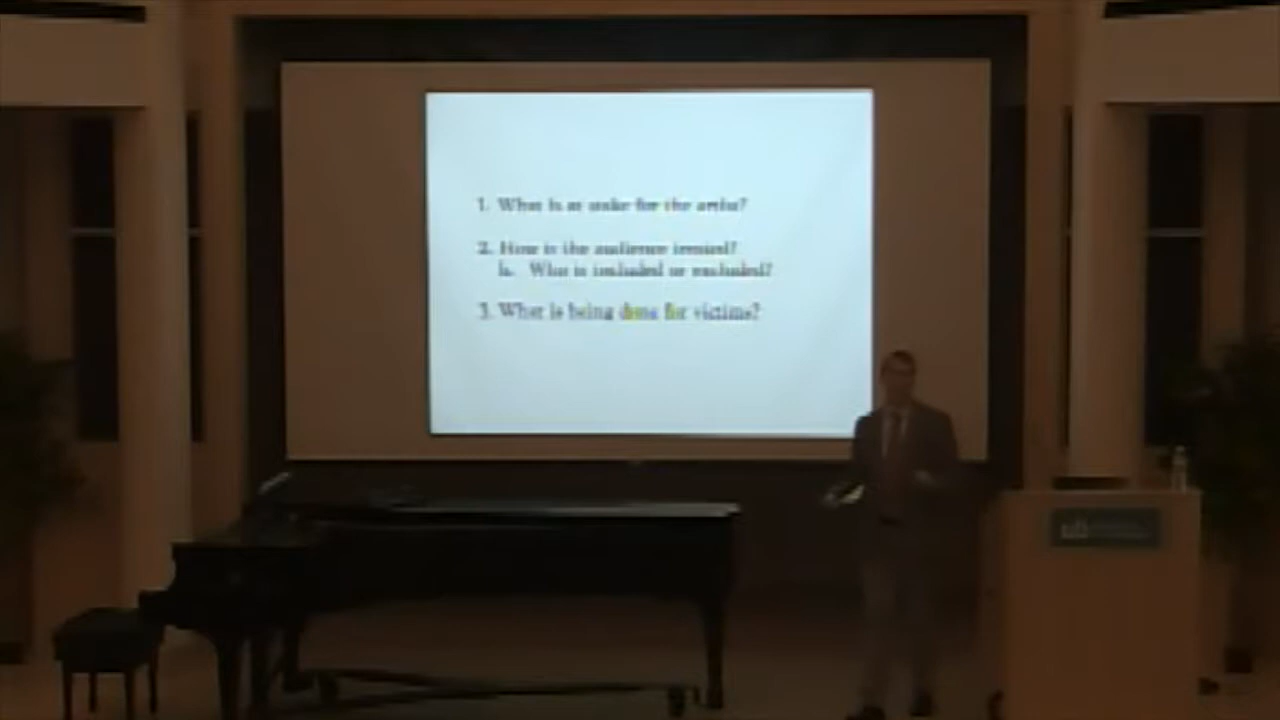 1. What is at stake for the artist?
2. How is the audience treated?
Who is included or excluded?
3. What is being done for victims?